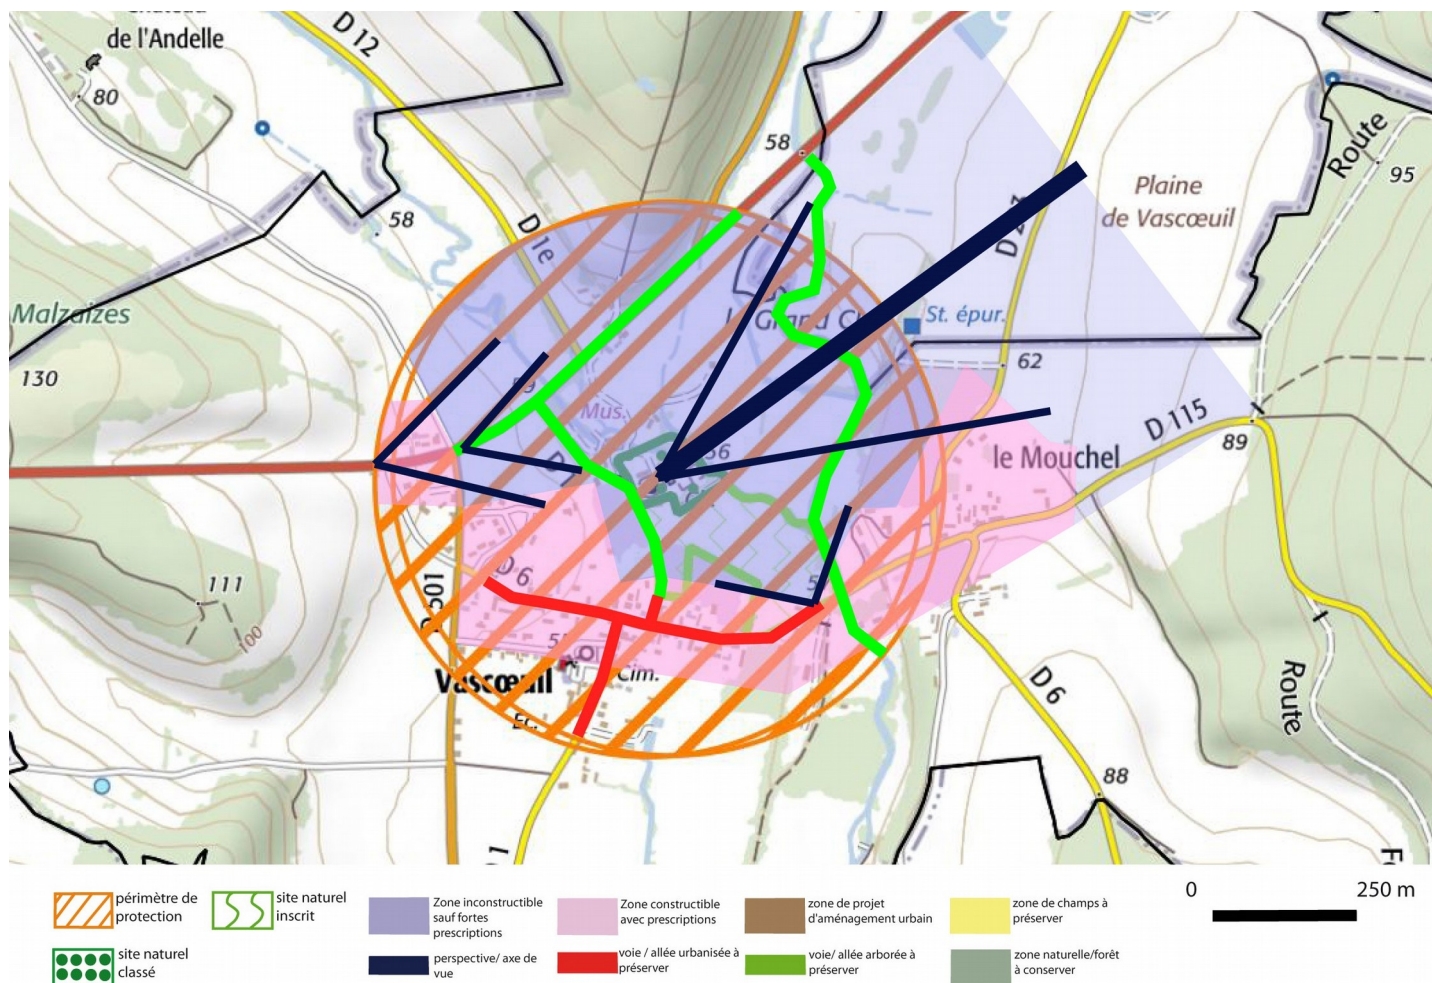 de l'Andelle
80
D 12
58
58
Route
95
Plaine
de Vascœuil
D 1e
Malzaizes
130
St. épur.
62
59
Mus.
56
le Mouchel
D 115
89
111
100
D 6
Vascœuil
Cim.
D 6
Route
88
0
250 m
périmètre de
protection
site naturel
inscrit
site naturel
classé
Zone inconstructible
sauf fortes
prescriptions
perspective/ axe de
vue
Zone constructible
avec prescriptions
voie / allée urbanisée à
préserver
zone de projet
d'aménagement urbain
voie/ allée arborée à
préserver
zone de champs à
préserver
zone naturelle/forêt
à conserver